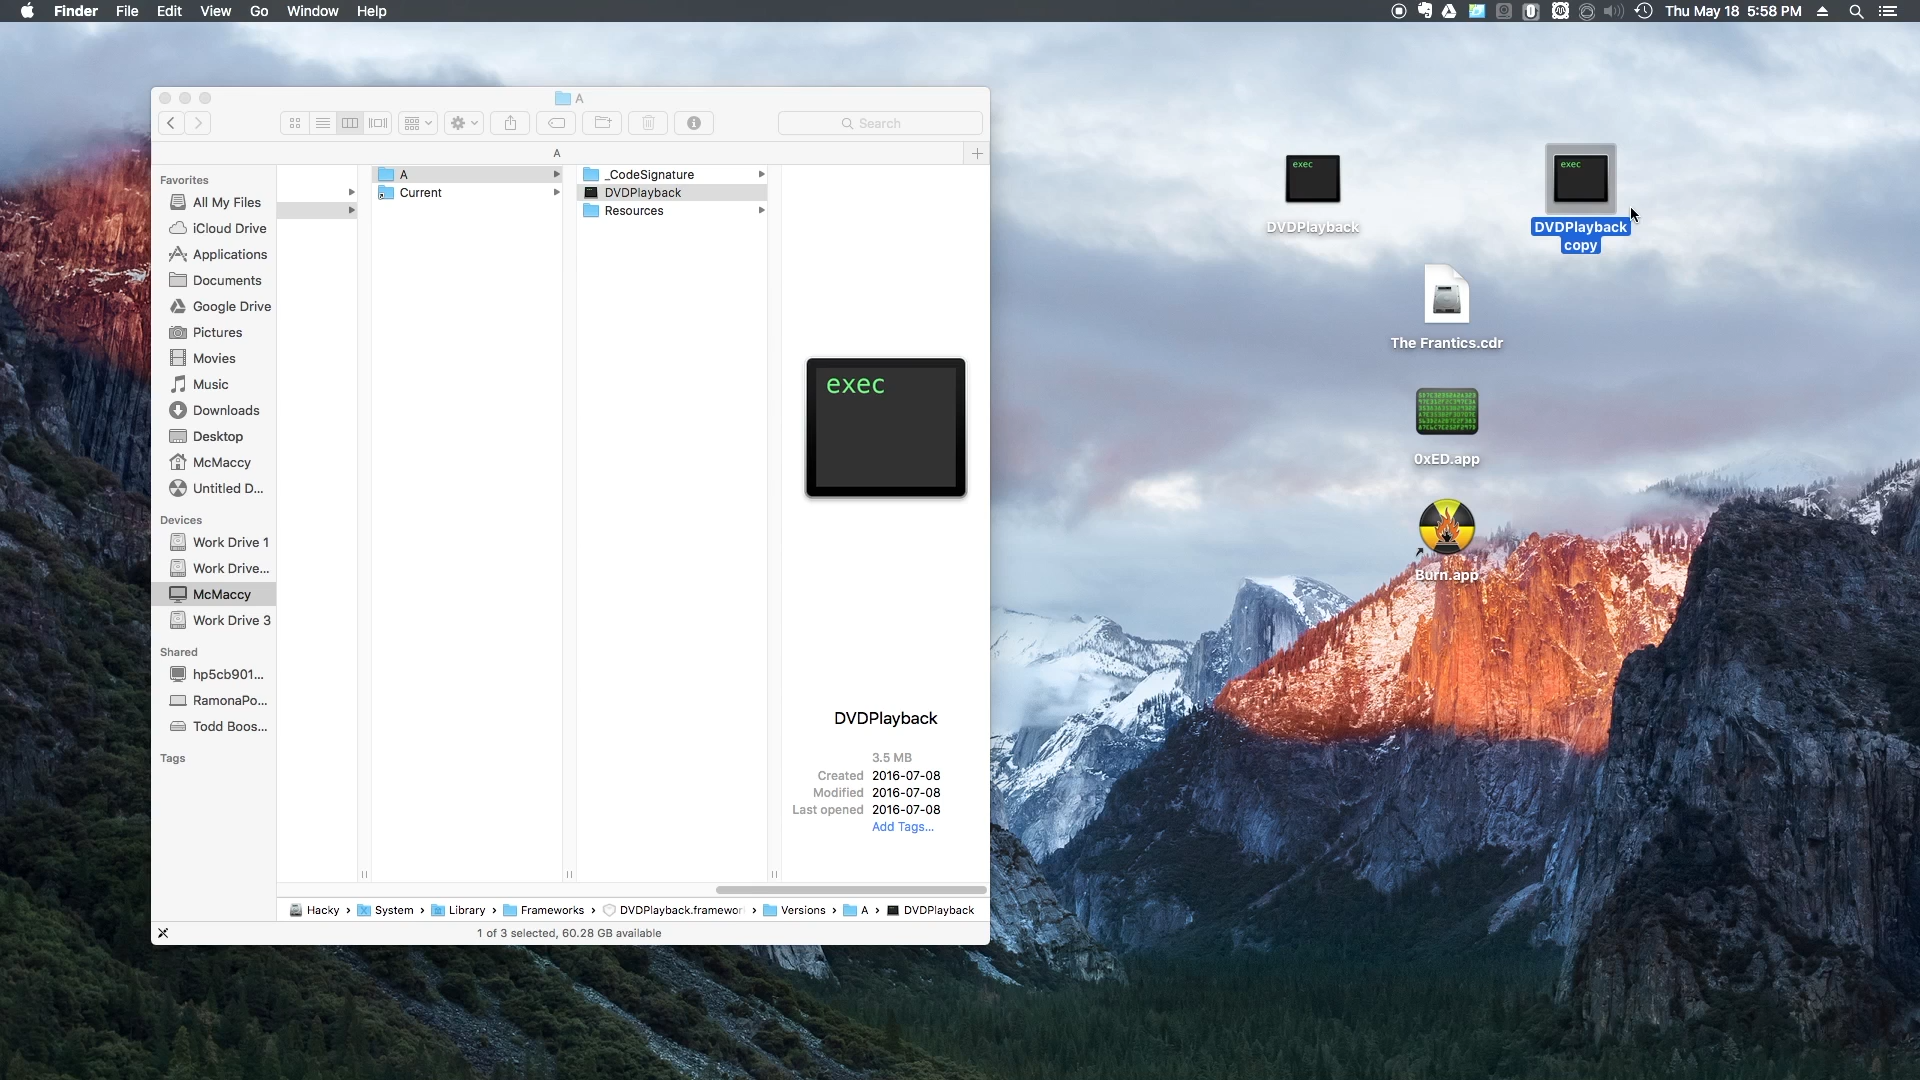 Finder File Edit View Go Window Help
Thu May 18 5:58 PM
A
Search
A
Favorites
All My Files
iCloud Drive
Applications
Documents
Google Drive
Pictures
Movies
Music
Downloads
Desktop
McMaccy
Untitled D...
Devices
Work Drive 1
Work Drive...
McMaccy
Work Drive 3
Shared
hp5cb901...
RamonaPo...
Todd Boos...
Tags
A
Current
_CodeSignature
DVDPlayback
Resources
exec
DVDPlayback
3.5 MB
Created 2016-07-08
Modified 2016-07-08
Last opened 2016-07-08
Add Tags...
Hacky › System › Library › Frameworks › DVDPlayback.framewor › Versions › A › DVDPlayback
1 of 3 selected, 60.28 GB available
exec
DVDPlayback
exec
DVDPlayback
copy
The Frantics.cdr
0xED.app
Burn.app